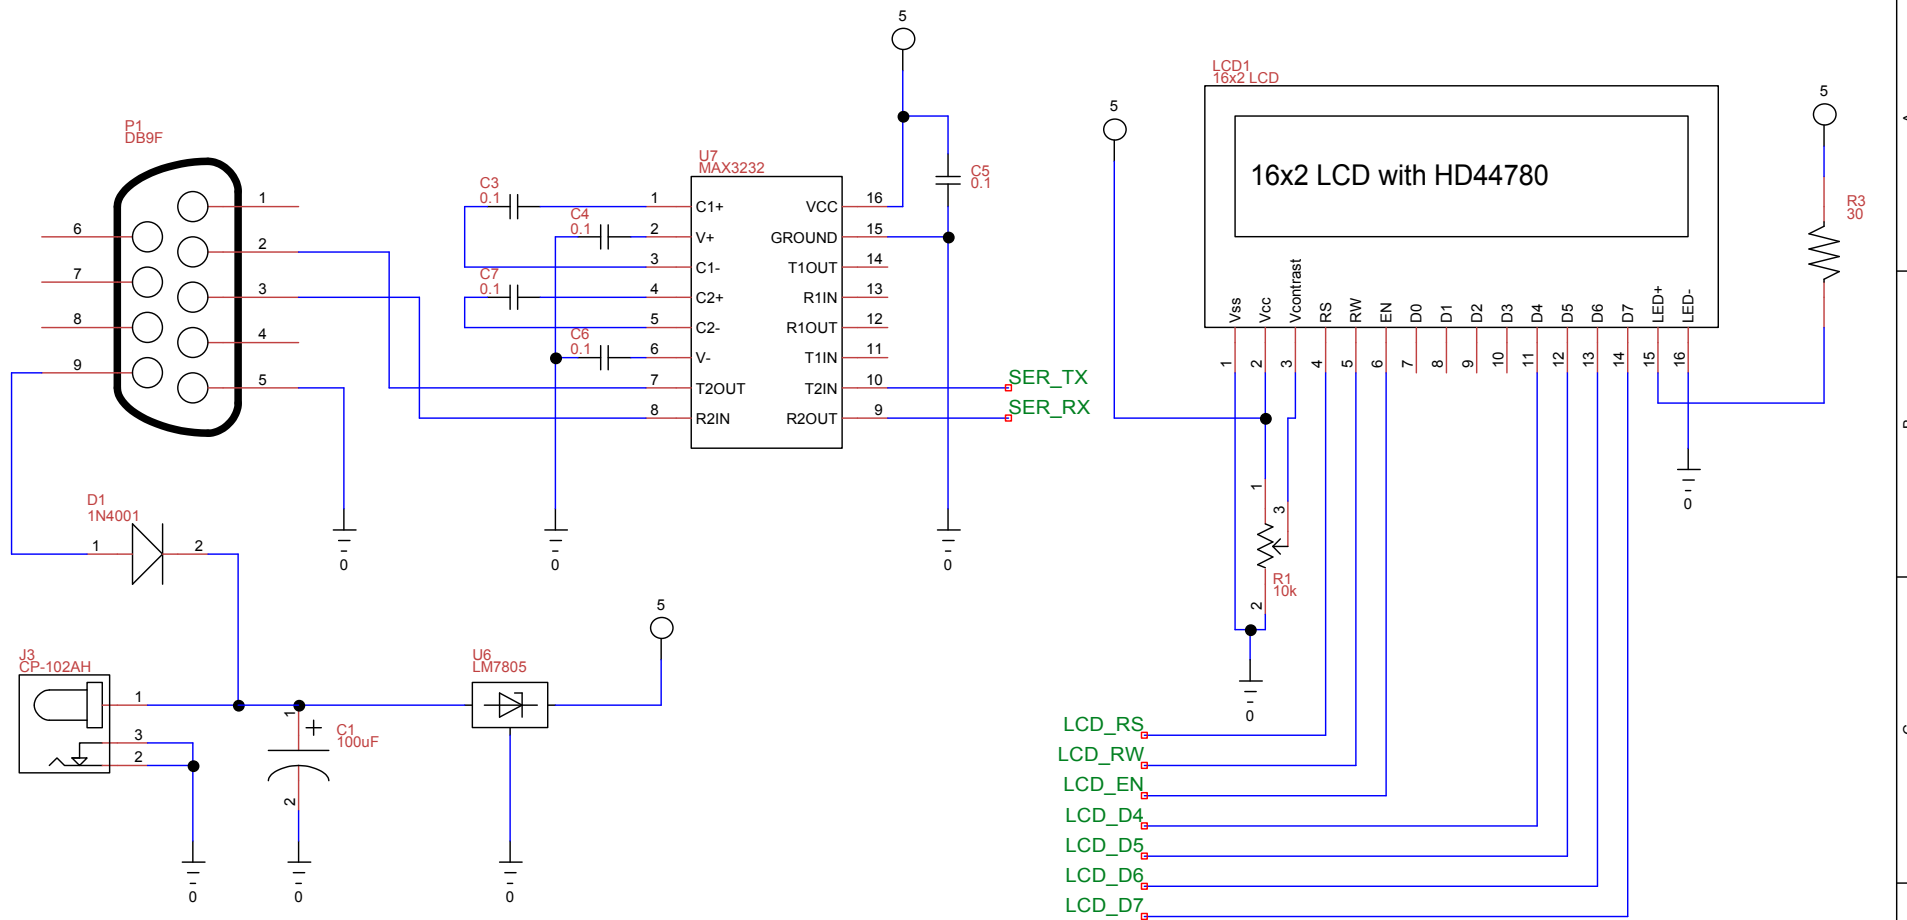 P1
DB9F
1
6
2
7
3
8
4
9
5
D1
1N4001
1
2
J3
CP-102AH
1
3
2
0
1
C1
100uF
2
0
U6
LM7805
5
0
0
0
5
U7
MAX3232
C3
0.1
C4
0.1
C7
0.1
C6
0.1
C5
0.1
1 C1+ VCC 16
2 V+ GROUND 15
3 C1- T1OUT 14
4 C2+ R1IN 13
5 C2- R1OUT 12
6 V- T1IN 11
7 T2OUT T2IN 10
8 R2IN R2OUT 9
SER_TX
SER_RX
0
5
LCD1
16x2 LCD
16x2 LCD with HD44780
Vss
Vcc
Vcontrast
RS
RW
EN
D0
D1
D2
D3
D4
D5
D6
D7
LED+
LED-
1
2
3
4
5
6
7
8
9
10
11
12
13
14
15
16
5
R3
30
0
1
3
R1
10k
2
0
LCD_RS
LCD_RW
LCD_EN
LCD_D4
LCD_D5
LCD_D6
LCD_D7